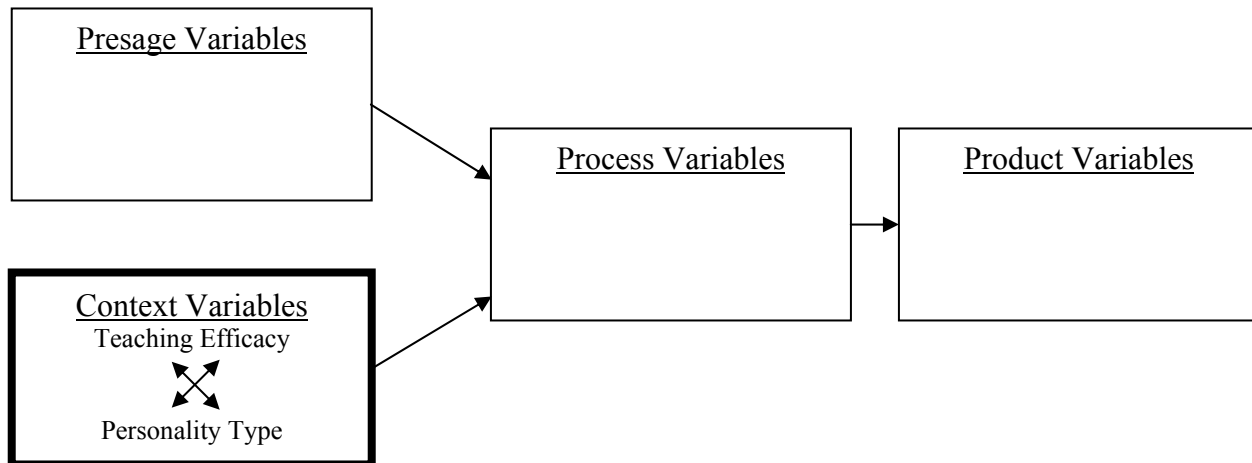 Presage Variables
Process Variables
Product Variables
Context Variables
Teaching Efficacy
Personality Type